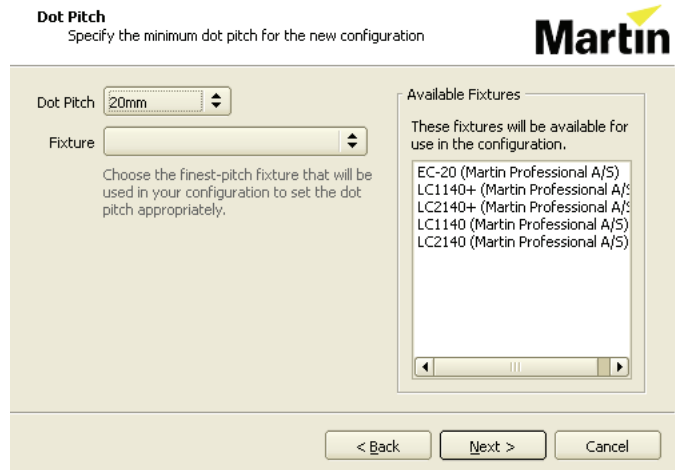 Dot Pitch
Specify the minimum dot pitch for the new configuration
Martin
Dot Pitch 20mm
Fixture
Choose the finest-pitch fixture that will be
used in your configuration to set the dot
pitch appropriately.
Available Fixtures
These fixtures will be available for
use in the configuration.
EC-20 (Martin Professional A/S)
LC1140+ (Martin Professional A/S
LC2140+ (Martin Professional A/S
LC1140 (Martin Professional A/S)
LC2140 (Martin Professional A/S)
< Back
Next >
Cancel